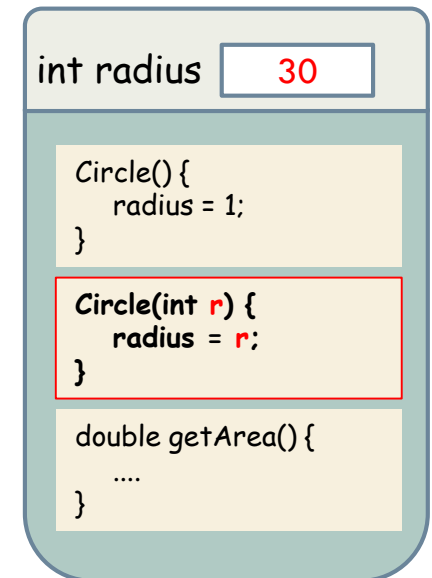 int radius 30
Circle() {
radius = 1;
}
Circle(int r) {
radius = r;
}
double getArea() {
....
}